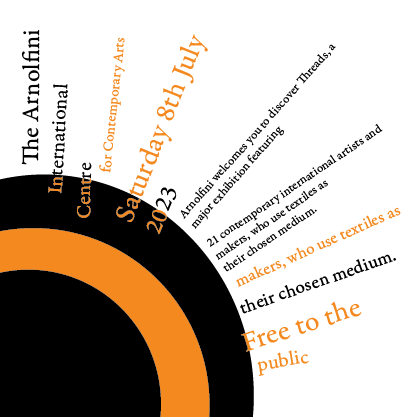 The Arnolfini
International
Centre
for Contemporary Arts
Saturday 8th July
2023
Arnolfini welcomes you to discover Threads, a
major exhibition featuring
21 contemporary international artists and
makers, who use textiles as
their chosen medium.
makers, who use textiles as
their chosen medium.
Free to the
public